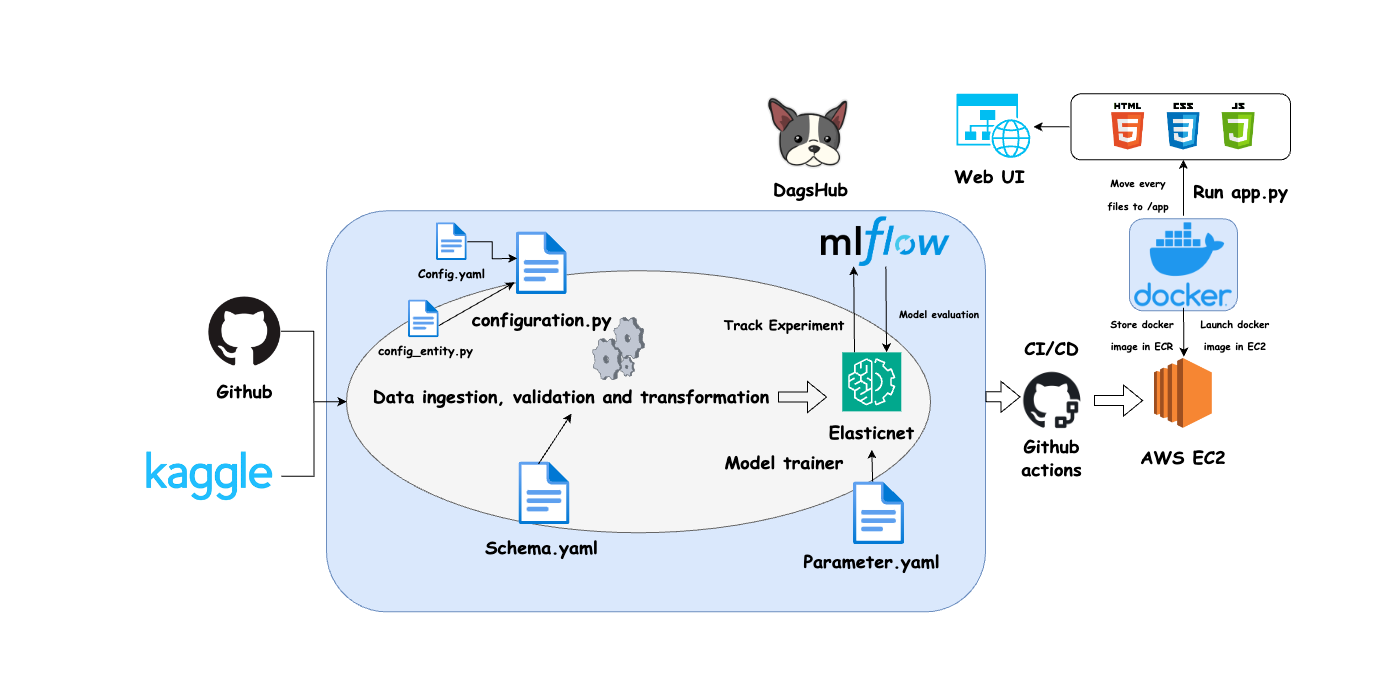 HTML
CSS
JS
5
3
Web UI
DagsHub
Move every
files to /app
Run app.py
mlflow
docker
Config.yaml
configuration.py
config_entity.py
Track Experiment
Model evaluation
Store docker
image in ECR
Launch docker
image in EC2
CI/CD
Github
kaggle
Data ingestion, validation and transformation
Elasticnet
Model trainer
Github
actions
AWS EC2
Schema.yaml
Parameter.yaml